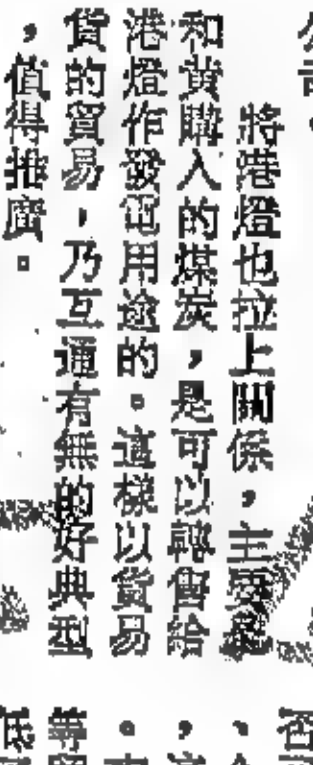 將港燈也拉上關係，主要是
和黃購入的煤炭，是可以轉售給
港燈作發電用途的。這樣以貨易
貨的貿易，乃互通有無的好典型
，值得推廣。